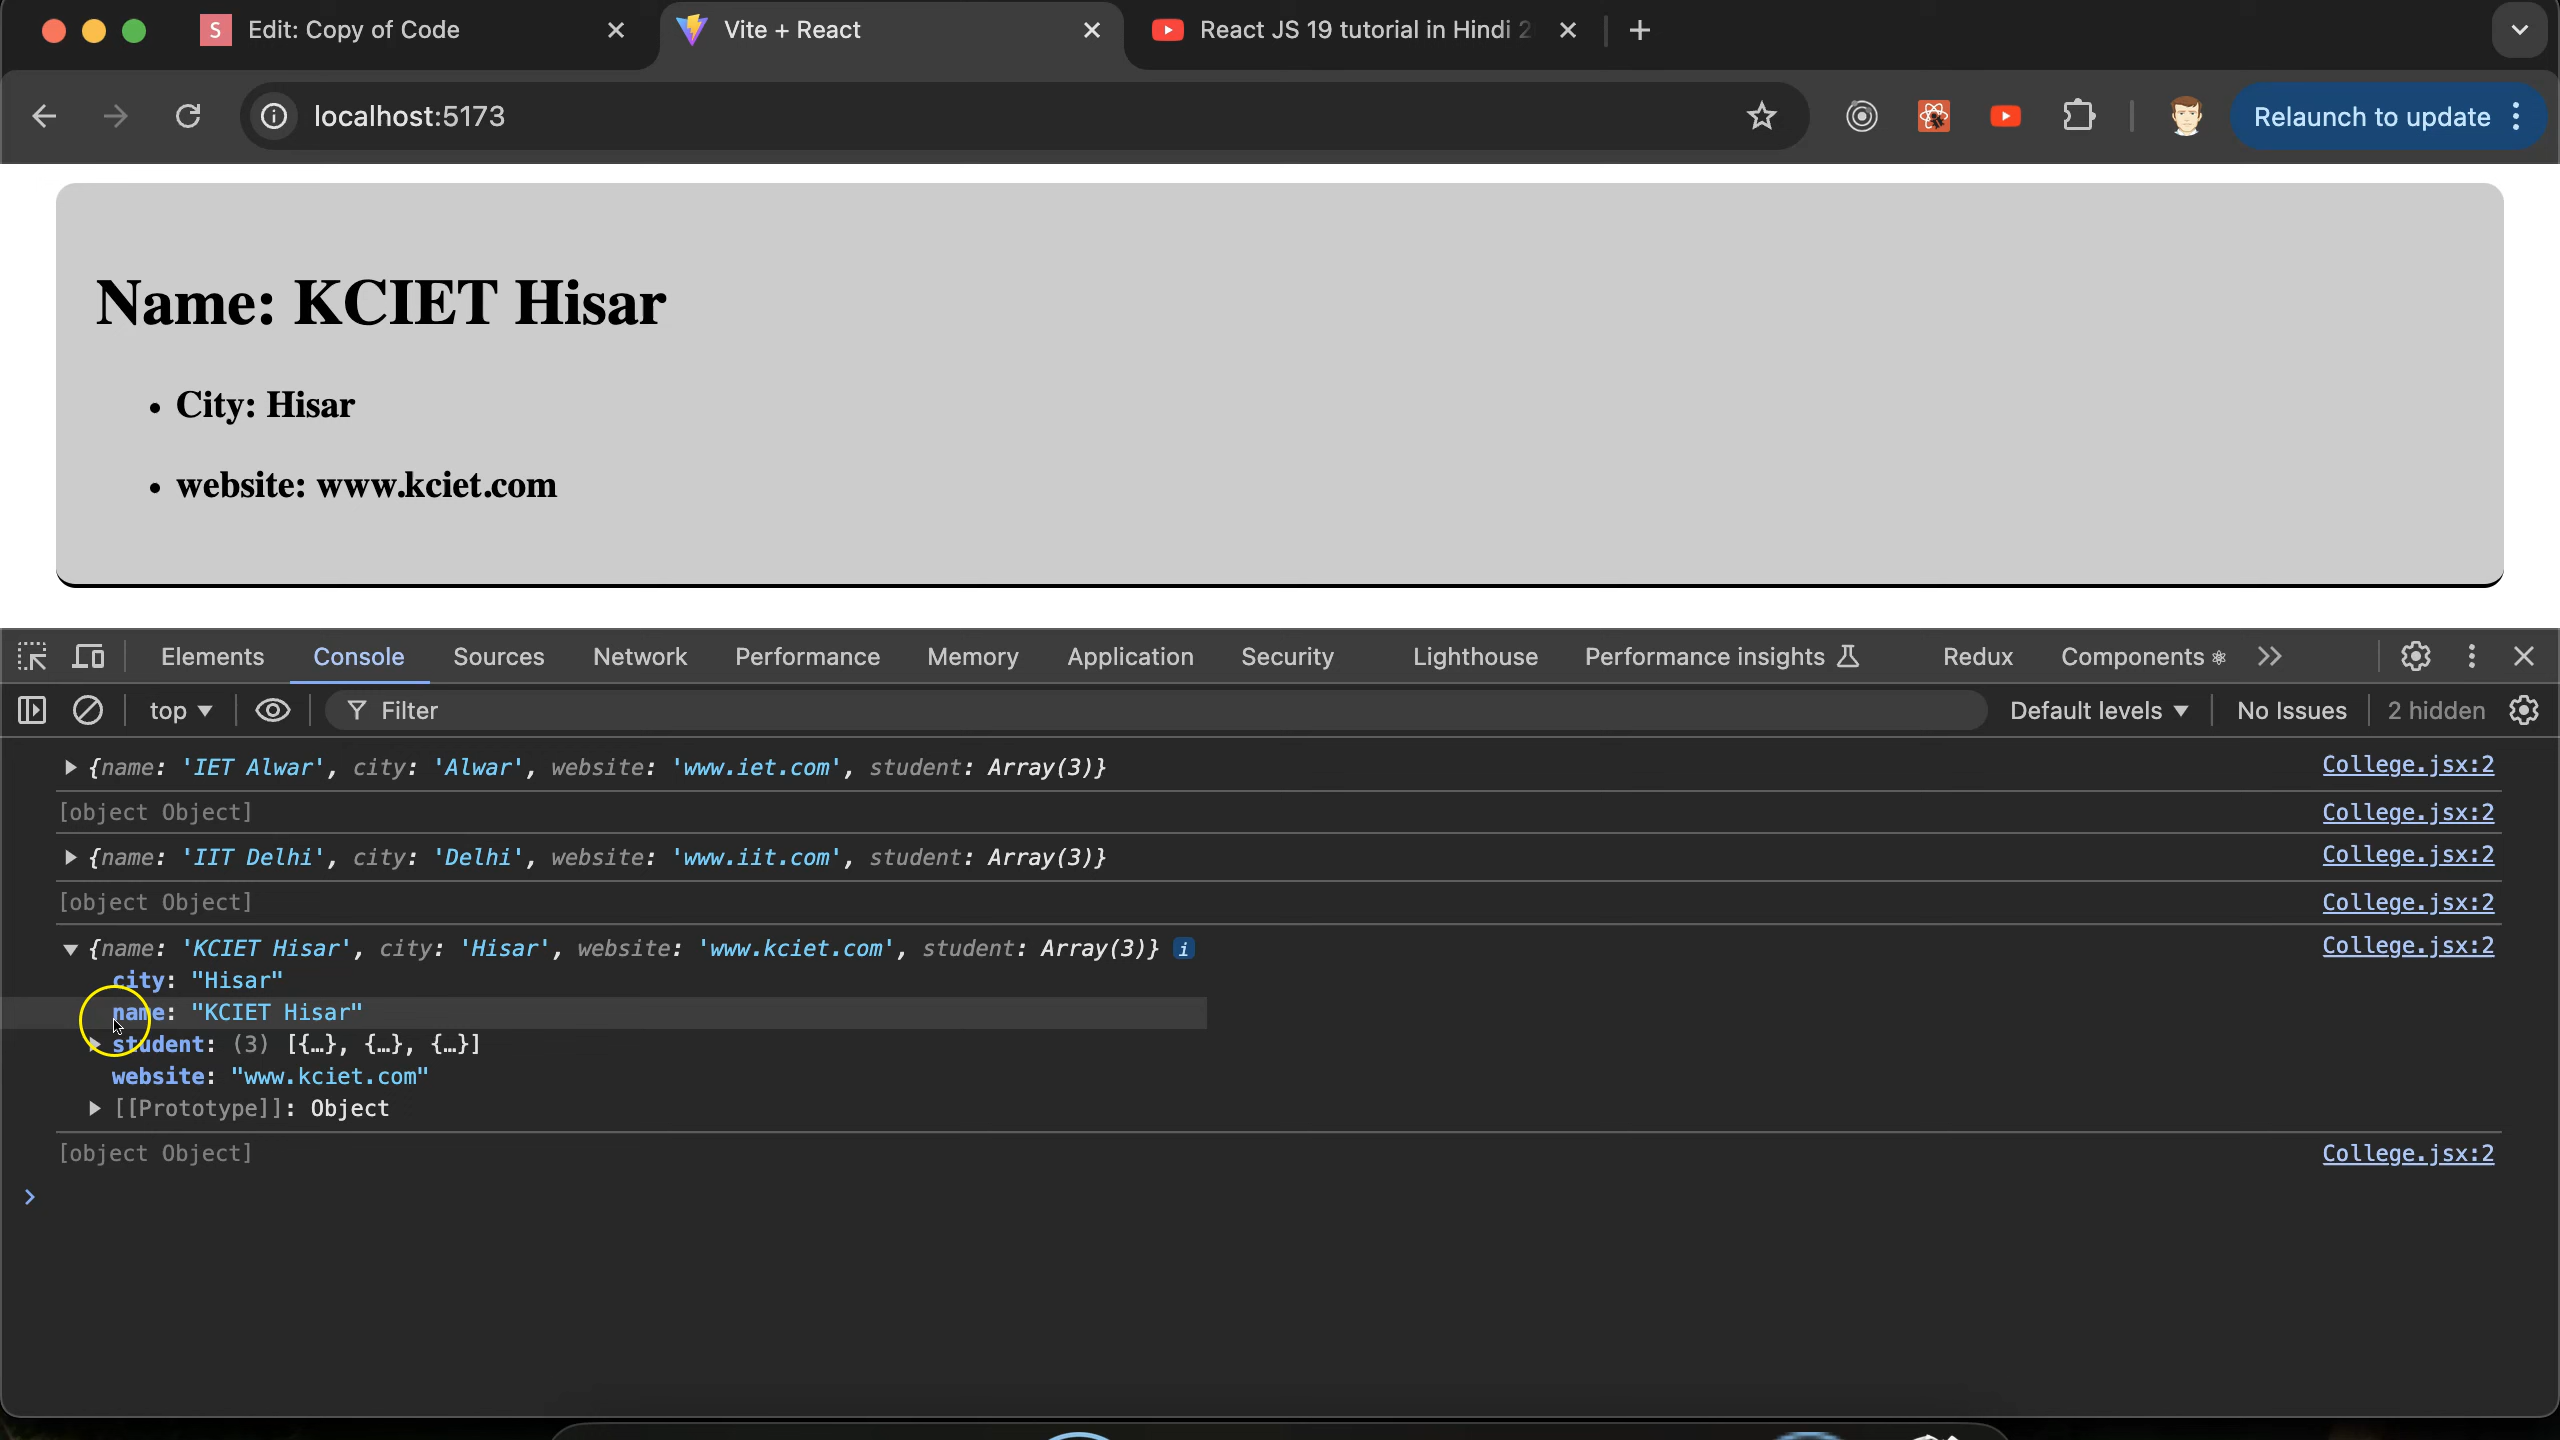 S Edit: Copy of Code
Vite + React
React JS 19 tutorial in Hindi 2
localhost:5173
Relaunch to update
Name: KCIET Hisar
• City: Hisar
• website: www.kciet.com
Elements Console Sources Network Performance Memory Application Security Lighthouse Performance insights Redux Components
top Filter Default levels No Issues 2 hidden
{name: 'IET Alwar', city: 'Alwar', website: 'www.iet.com', student: Array(3)} College.jsx:2
[object Object] College.jsx:2
{name: 'IIT Delhi', city: 'Delhi', website: 'www.iit.com', student: Array(3)} College.jsx:2
[object Object] College.jsx:2
{name: 'KCIET Hisar', city: 'Hisar', website: 'www.kciet.com', student: Array(3)} i College.jsx:2
city: "Hisar"
name: "KCIET Hisar"
student: (3) [{…}, {…}, {…}]
website: "www.kciet.com"
[[Prototype]]: Object
[object Object] College.jsx:2